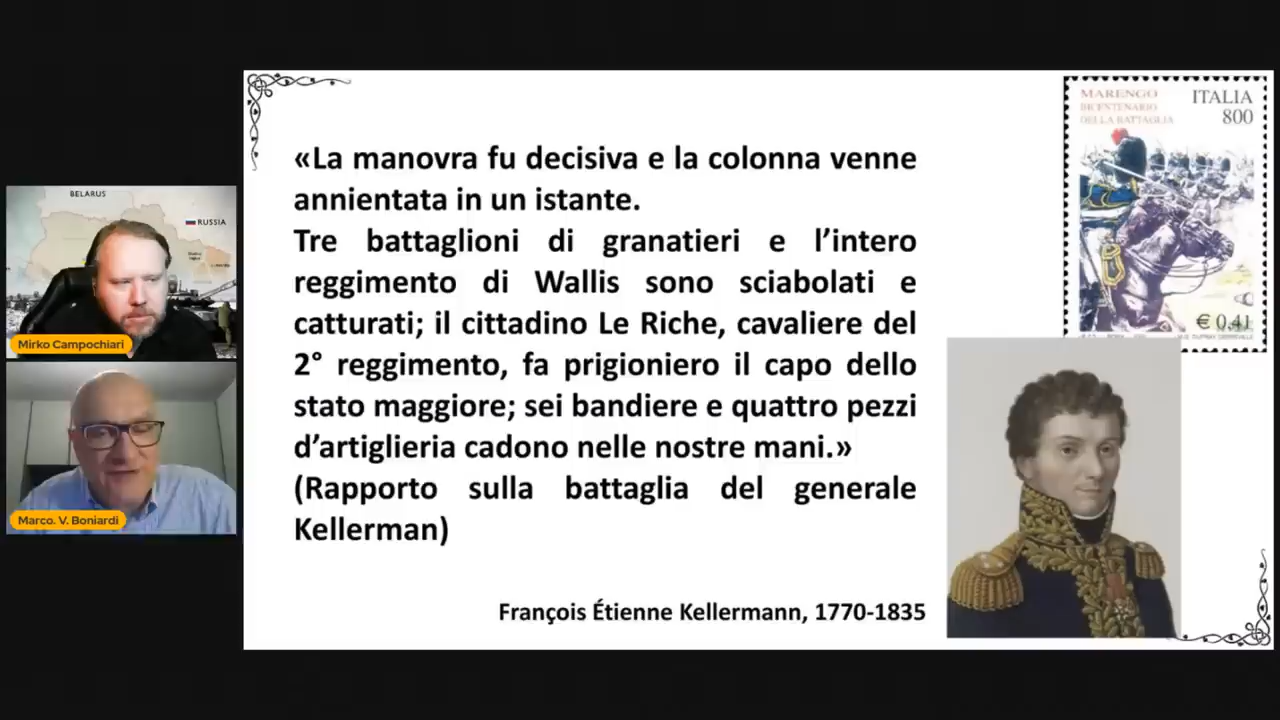 BELARUS
RUSSIA
Mirko Campochiari
Marco. V. Boniardi
«La manovra fu decisiva e la colonna venne
annientata in un istante.
Tre battaglioni di granatieri e l’intero
reggimento di Wallis sono sciabolati e
catturati; il cittadino Le Riche, cavaliere del
2° reggimento, fa prigioniero il capo dello
stato maggiore; sei bandiere e quattro pezzi
d’artiglieria cadono nelle nostre mani.»
(Rapporto sulla battaglia del generale
Kellerman)
François Étienne Kellermann, 1770-1835
MARENGO
BICENTENARIO
DELLA BATTAGLIA
ITALIA
800
€ 0,41